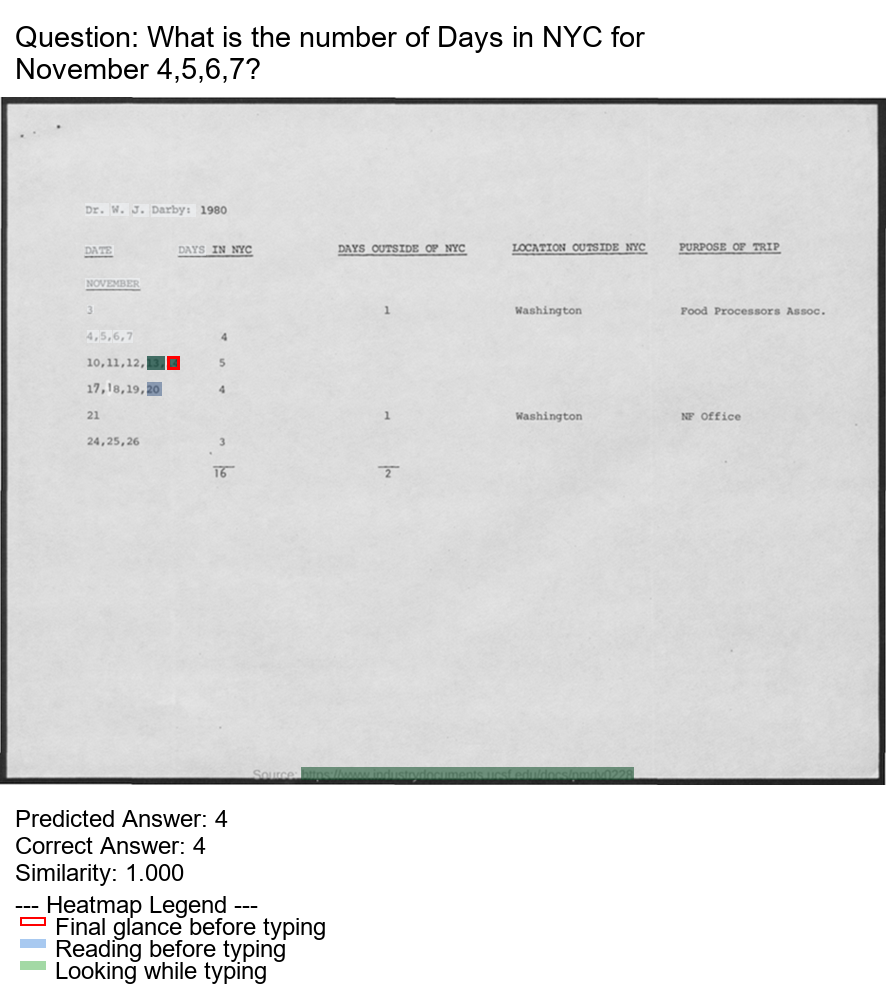 Question: What is the number of Days in NYC for
November 4,5,6,7?
Dr. W. J. Darby: 1980
DATE DAYS IN NYC DAYS OUTSIDE OF NYC LOCATION OUTSIDE NYC PURPOSE OF TRIP
NOVEMBER
3 1 Washington Food Processors Assoc.
4,5,6,7 4
10,11,12,13, 5
17,18,19,20 4
21 1 Washington NF Office
24,25,26 3
16 2
Source: https://www.industrydocuments.ucsf.edu/docs/
Predicted Answer: 4
Correct Answer: 4
Similarity: 1.000
--- Heatmap Legend ---
Final glance before typing
Reading before typing
Looking while typing